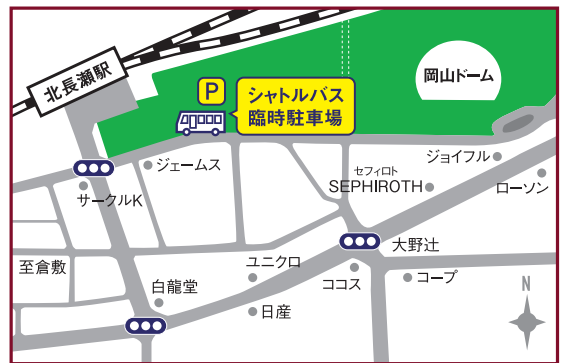 北長瀬駅
P
シャトルバス
臨時駐車場
岡山ドーム
ジェームス
サークルK
セフィロト
SEPHIROTH
ジョイフル
ローソン
大野辻
至倉敷
ユニクロ
ココス
コープ
白龍堂
日産
N